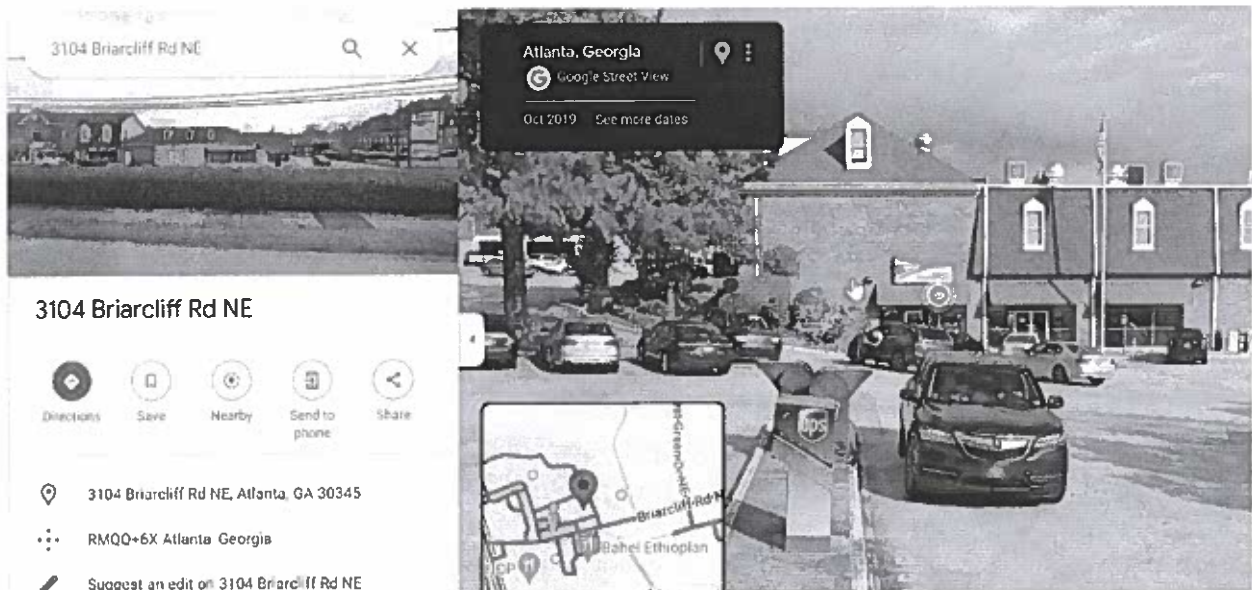 3104 Briarcliff Rd NE
3104 Briarcliff Rd NE
Directions
Save
Nearby
Send to
phone
Share
3104 Briarcliff Rd NE, Atlanta, GA 30345
RMQQ+6X Atlanta Georgia
Suggest an edit on 3104 Briarcliff Rd NE
Atlanta, Georgia
Google Street View
Oct 2019 See more dates
ups
Briarcliff-Rd-N
Bahel Ethiopian